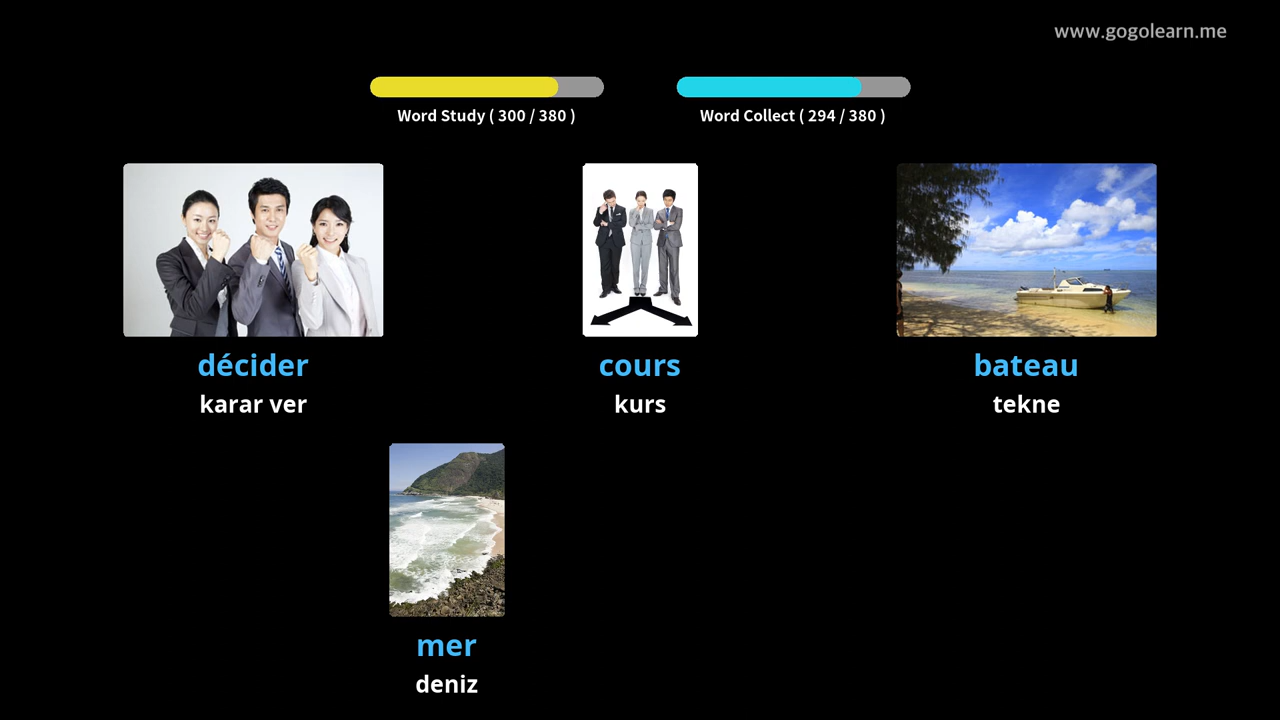 www.gogolearn.me
Word Study ( 300 / 380 )
Word Collect ( 294 / 380 )
décider
karar ver
cours
kurs
bateau
tekne
mer
deniz